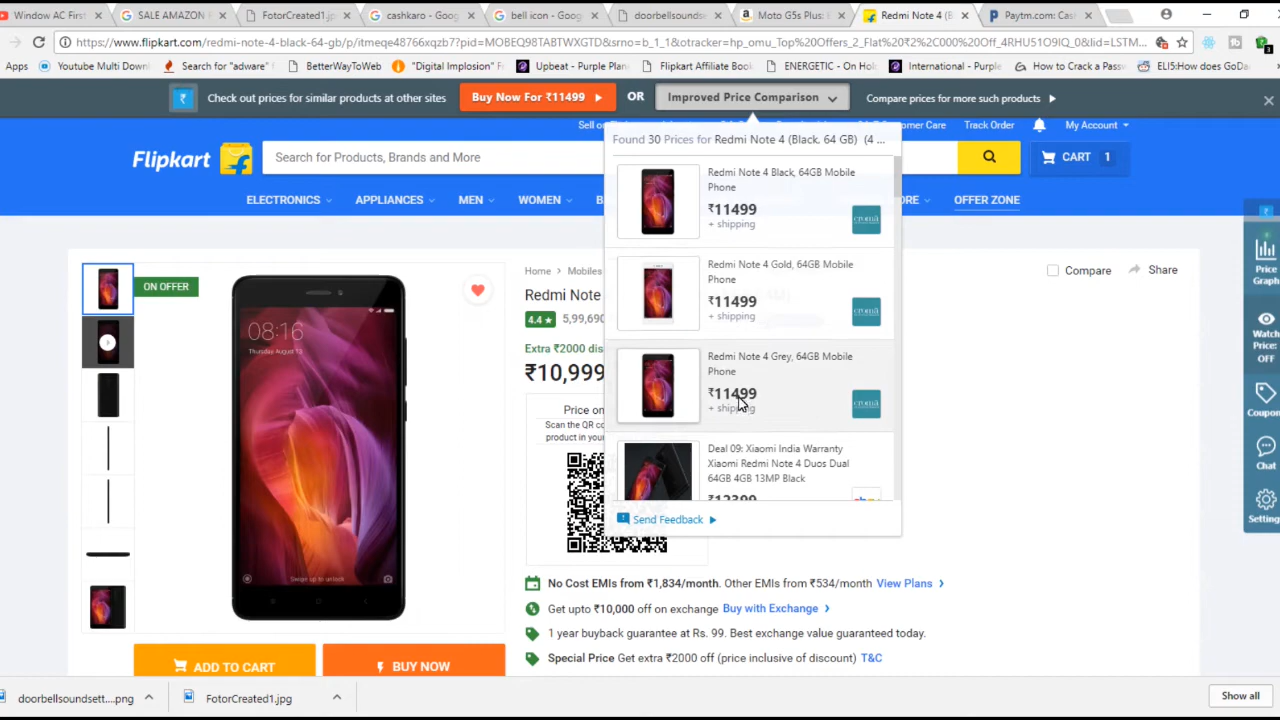 Window AC First
SALE AMAZON
FotorCreated1.jp
cashkaro - Goog
bell icon - Goog
doorbellsoundse
Moto G5s Plus: b
Redmi Note 4 (B
Paytm.com: Cas
https://www.flipkart.com/redmi-note-4-black-64-gb/p/itmeqe48766xqzb7?pid=MOBEQ98TABTWXGTD&srno=b_1_1&otracker=hp_omu_Top%20Offers_2_Flat%20₹2%2C000%20Off_4RHU51O9IQ_0&lid=LSTM...
Apps
Youtube Multi Down
Search for "adware"
BetterWayToWeb
"Digital Implosion"
Upbeat - Purple Plan
Flipkart Affiliate Boo
ENERGETIC - On Ho
International - Purple
How to Crack a Pass
ELI5:How does GoDa
Check out prices for similar products at other sites
Buy Now For ₹11499
OR
Improved Price Comparison
Compare prices for more such products
Sell on
Customer Care
Track Order
My Account
Flipkart
Search for Products, Brands and More
CART 1
ELECTRONICS
APPLIANCES
MEN
WOMEN
OFFER ZONE
Found 30 Prices for Redmi Note 4 (Black. 64 GB) (4 ...
Redmi Note 4 Black, 64GB Mobile
Phone
₹11499
+ shipping
croma
Redmi Note 4 Gold, 64GB Mobile
Phone
₹11499
+ shipping
croma
Redmi Note 4 Grey, 64GB Mobile
Phone
₹11499
+ shipping
croma
Deal 09: Xiaomi India Warranty
Xiaomi Redmi Note 4 Duos Dual
64GB 4GB 13MP Black
₹12399
Send Feedback
ON OFFER
08:16
Swipe up to unlock
Home
Mobiles
Compare
Share
Redmi Note
4.4 ★ 5,99,690
Extra ₹2000 dis
₹10,999
Price on
Scan the QR co
product in your
No Cost EMIs from ₹1,834/month. Other EMIs from ₹534/month View Plans
Get upto ₹10,000 off on exchange Buy with Exchange
1 year buyback guarantee at Rs. 99. Best exchange value guaranteed today.
Special Price Get extra ₹2000 off (price inclusive of discount) T&C
ADD TO CART
BUY NOW
Price
Graph
Watch
Price:
OFF
Coupon
Chat
Setting
doorbellsoundsett....png
FotorCreated1.jpg
Show all